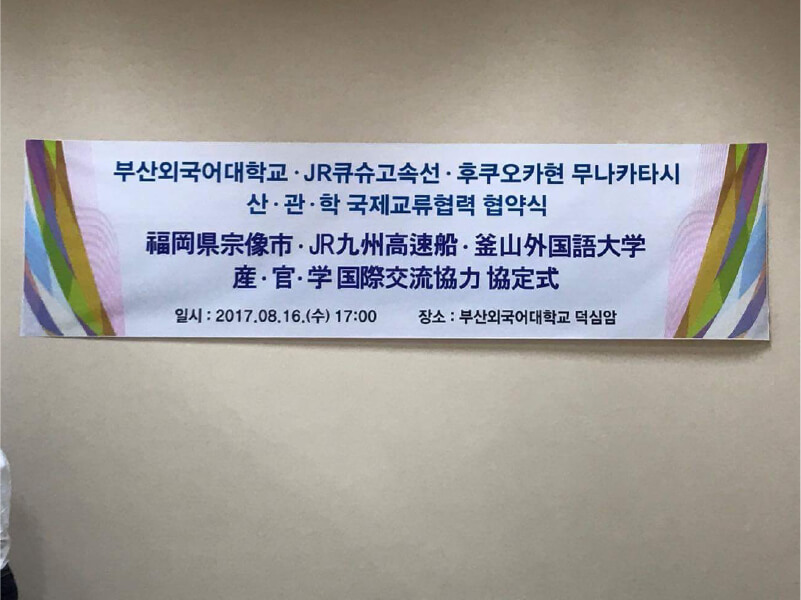 부산외국어대학교·JR큐슈고속선·후쿠오카현 무나카타시
산·관·학 국제교류협력 협약식
福岡県宗像市·JR九州高速船·釜山外国語大学
産·官·学 国際交流協力 協定式
일시 : 2017.08.16.(수) 17:00 장소 : 부산외국어대학교 덕심암